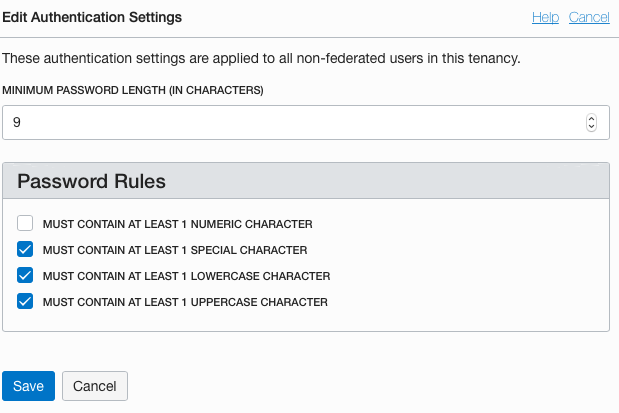 Edit Authentication Settings Help Cancel
These authentication settings are applied to all non-federated users in this tenancy.
MINIMUM PASSWORD LENGTH (IN CHARACTERS)
9
Password Rules
MUST CONTAIN AT LEAST 1 NUMERIC CHARACTER
MUST CONTAIN AT LEAST 1 SPECIAL CHARACTER
MUST CONTAIN AT LEAST 1 LOWERCASE CHARACTER
MUST CONTAIN AT LEAST 1 UPPERCASE CHARACTER
Save Cancel